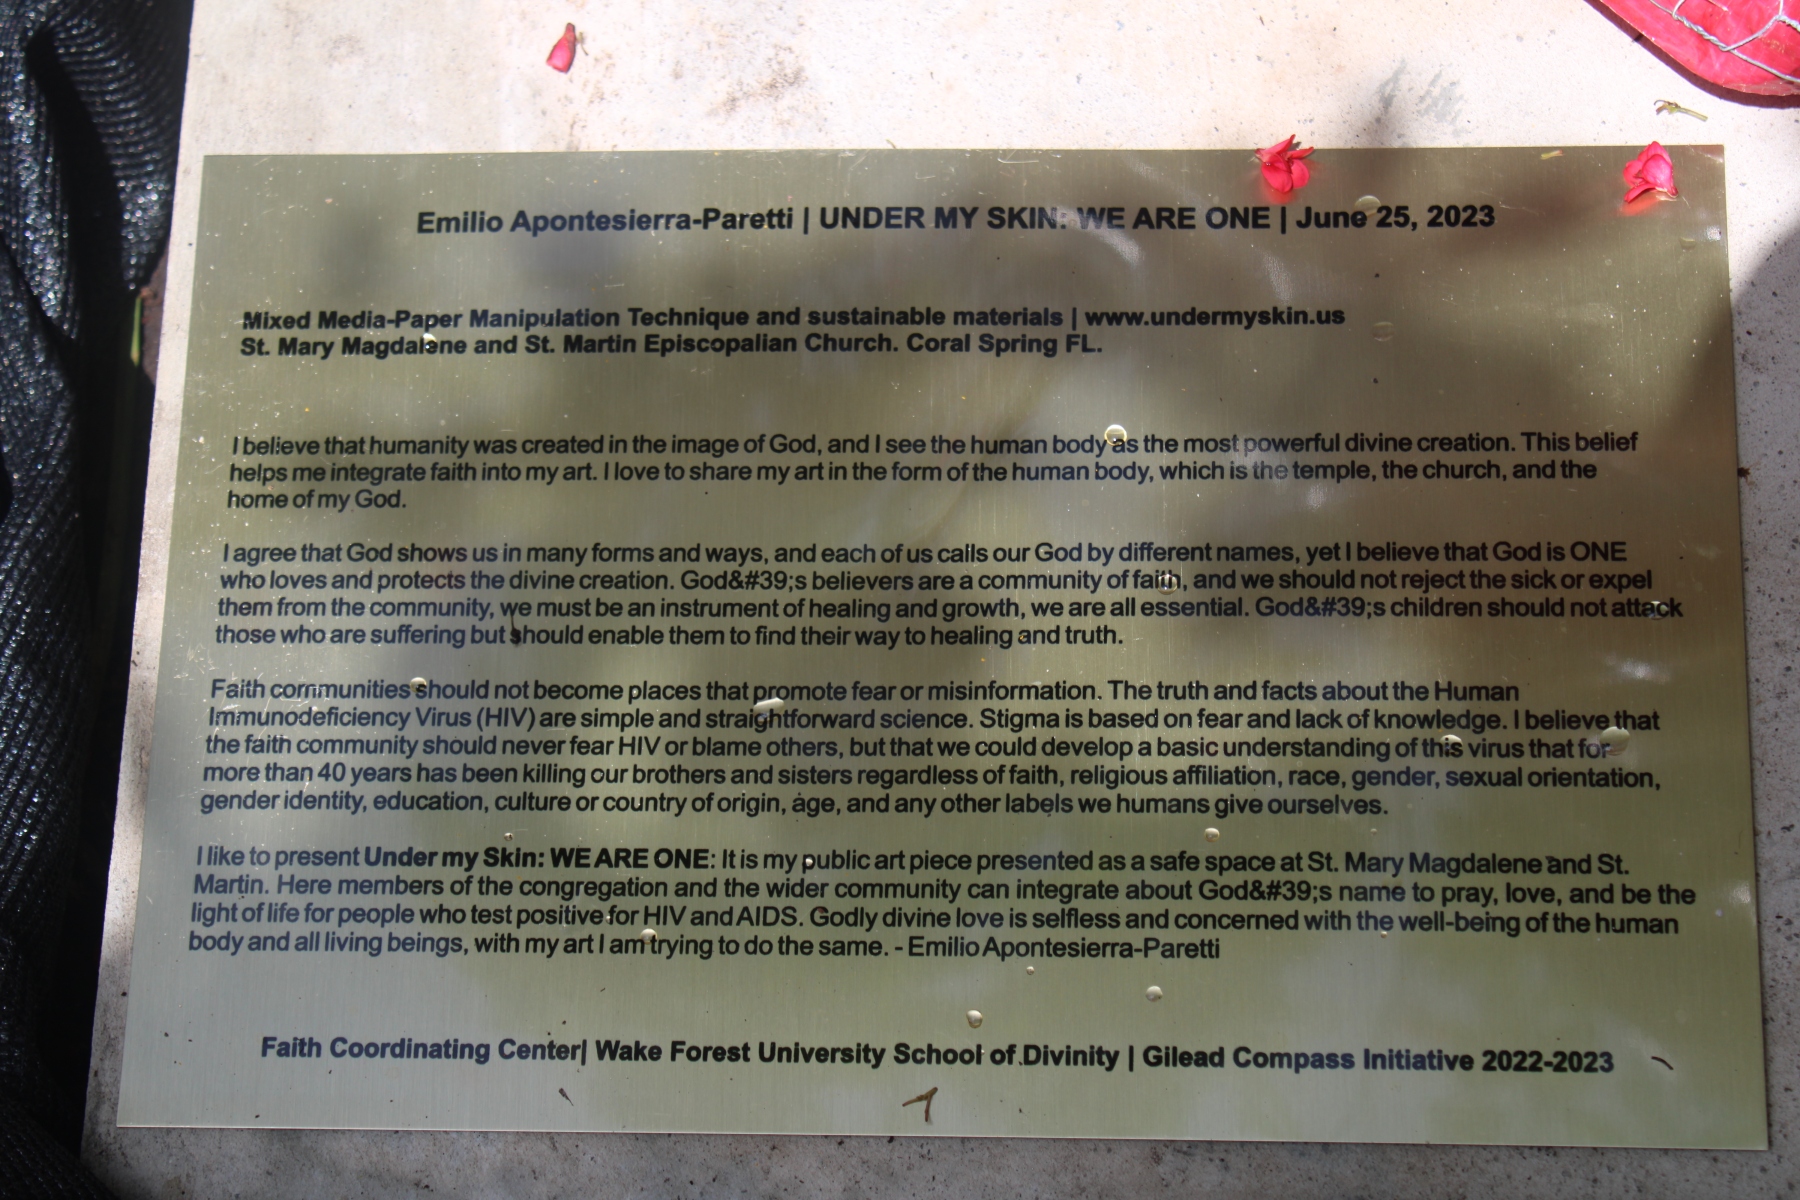 Emilio Apontesierra-Paretti | UNDER MY SKIN: WE ARE ONE | June 25, 2023
Mixed Media-Paper Manipulation Technique and sustainable materials | www.undermyskin.us
St. Mary Magdalene and St. Martin Episcopalian Church. Coral Spring FL.
I believe that humanity was created in the image of God, and I see the human body as the most powerful divine creation. This belief
helps me integrate faith into my art. I love to share my art in the form of the human body, which is the temple, the church, and the
home of my God.
I agree that God shows us in many forms and ways, and each of us calls our God by different names, yet I believe that God is ONE
who loves and protects the divine creation. God&#39;s believers are a community of faith, and we should not reject the sick or expel
them from the community, we must be an instrument of healing and growth, we are all essential. God&#39;s children should not attack
those who are suffering but should enable them to find their way to healing and truth.
Faith communities should not become places that promote fear or misinformation. The truth and facts about the Human
Immunodeficiency Virus (HIV) are simple and straightforward science. Stigma is based on fear and lack of knowledge. I believe that
the faith community should never fear HIV or blame others, but that we could develop a basic understanding of this virus that for
more than 40 years has been killing our brothers and sisters regardless of faith, religious affiliation, race, gender, sexual orientation,
gender identity, education, culture or country of origin, age, and any other labels we humans give ourselves.
I like to present Under my Skin: WE ARE ONE: It is my public art piece presented as a safe space at St. Mary Magdalene and St.
Martin. Here members of the congregation and the wider community can integrate about God&#39;s name to pray, love, and be the
light of life for people who test positive for HIV and AIDS. Godly divine love is selfless and concerned with the well-being of the human
body and all living beings, with my art I am trying to do the same. - Emilio Apontesierra-Paretti
Faith Coordinating Center| Wake Forest University School of Divinity | Gilead Compass Initiative 2022-2023